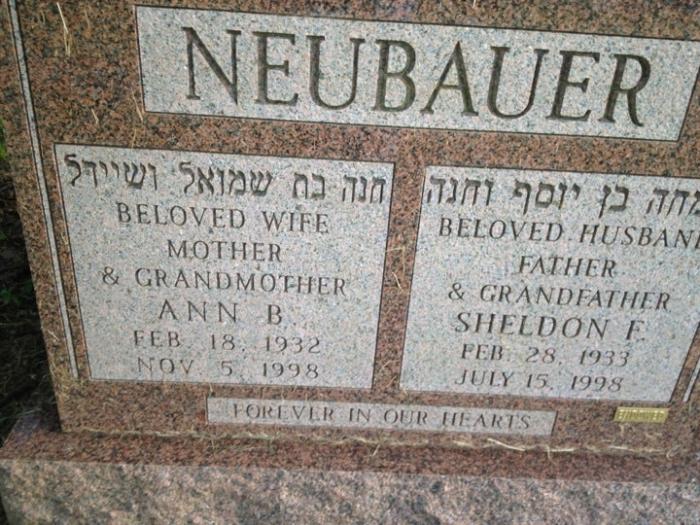 NEUBAUER
חנה בת שמואל ושיידל
BELOVED WIFE
MOTHER
& GRANDMOTHER
ANN B.
FEB. 18, 1932
NOV. 5, 1998
בן יוסף וחנה
BELOVED HUSBAN
FATHER
& GRANDFATHER
SHELDON F.
FEB. 28, 1933
JULY 15, 1998
FOREVER IN OUR HEARTS